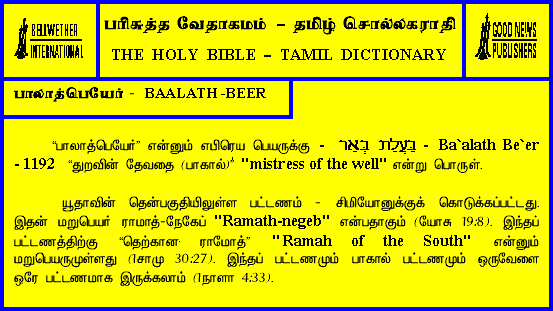 BELLWETHER
INTERNATIONAL
பரிசுத்த வேதாகமம் – தமிழ் சொல்லகராதி
THE HOLY BIBLE – TAMIL DICTIONARY
GOOD NEWS
PUBLISHERS
பாலாத்பெயேர் - BAALATH-BEER
“பாலாத்பெயேர்” என்னும் எபிரெய பெயருக்கு - בַּעֲלַת בְּאֵר - Ba`alath Be`er
- 1192 “துரவின் தேவதை (பாகால்)” "mistress of the well" என்று பொருள்.
யூதாவின் தென்பகுதியிலுள்ள பட்டணம் - சிமியோனுக்குக் கொடுக்கப்பட்டது.
இதன் மறுபெயர் ராமாத்-நேகேப் "Ramath-negeb" என்பதாகும் (யோசு 19:8). இந்தப்
பட்டணத்திற்கு “தெற்கான ராமோத்” "Ramah of the South" என்னும்
மறுபெயருமுள்ளது (1சாமு 30:27). இந்தப் பட்டணமும் பாகால் பட்டணமும் ஒருவேளை
ஒரே பட்டணமாக இருக்கலாம் (1நாளா 4:33).